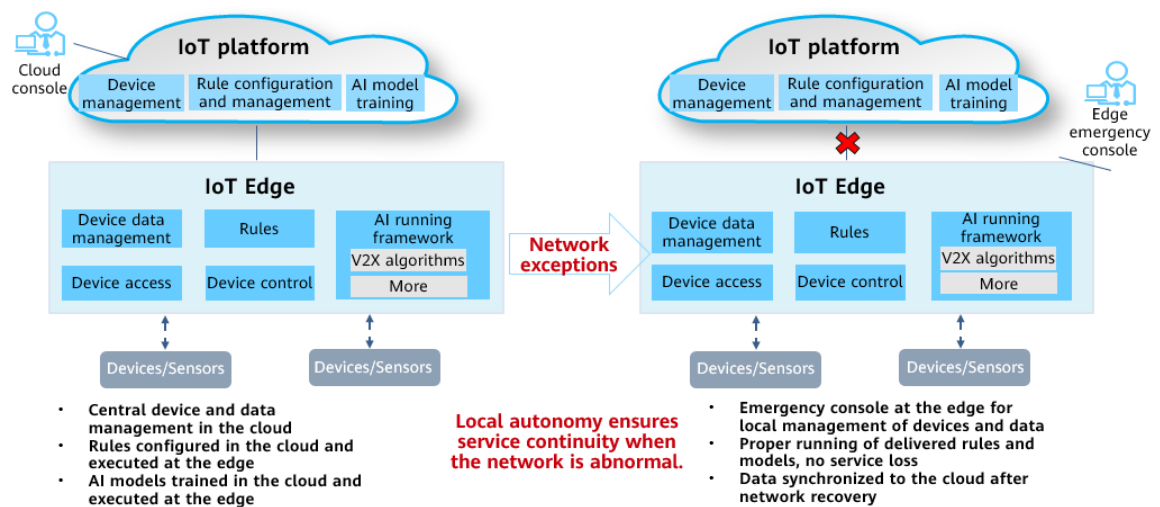 IoT platform
Cloud
console
Device
management
Rule configuration
and management
AI model
training
IoT Edge
Device data
management
Rules
AI running
framework
V2X algorithms
More
Device access
Device control
Devices/Sensors
Devices/Sensors
• Central device and data
management in the cloud
• Rules configured in the cloud and
executed at the edge
• AI models trained in the cloud and
executed at the edge
Network
exceptions
Local autonomy ensures
service continuity when
the network is abnormal.
IoT platform
Device
management
Rule configuration
and management
AI model
training
Edge
emergency
console
IoT Edge
Device data
management
Rules
AI running
framework
V2X algorithms
More
Device access
Device control
Devices/Sensors
Devices/Sensors
• Emergency console at the edge for
local management of devices and data
• Proper running of delivered rules and
models, no service loss
• Data synchronized to the cloud after
network recovery